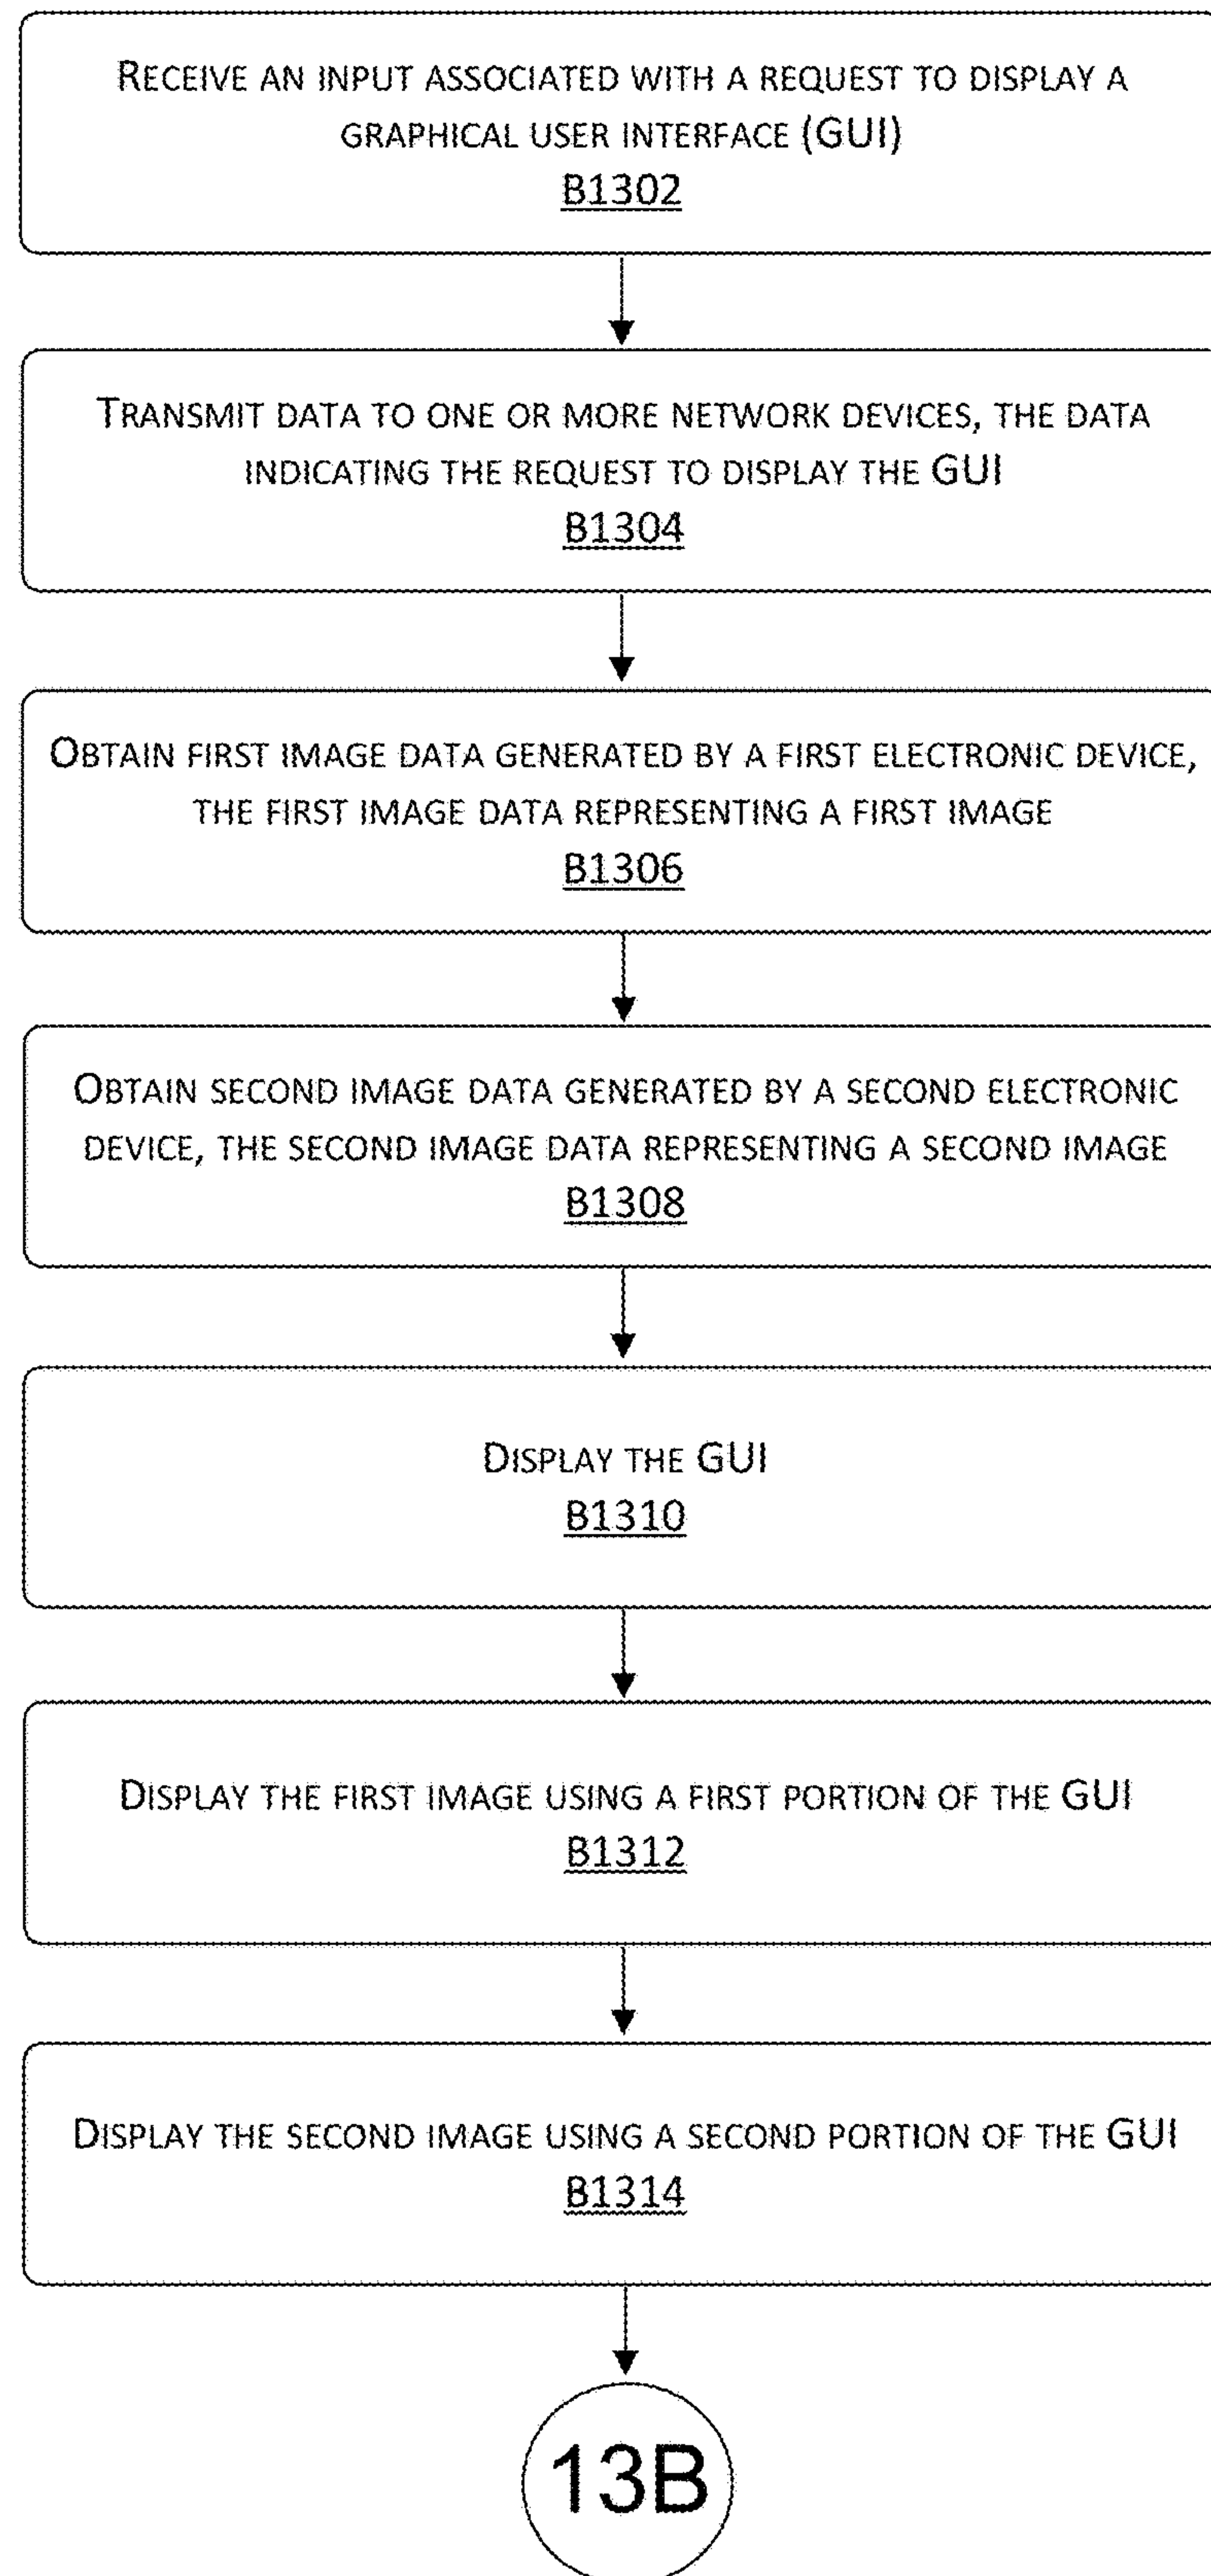 RECEIVE AN INPUT ASSOCIATED WITH A REQUEST TO DISPLAY A
GRAPHICAL USER INTERFACE (GUI)
B1302
TRANSMIT DATA TO ONE OR MORE NETWORK DEVICES, THE DATA
INDICATING THE REQUEST TO DISPLAY THE GUI
B1304
OBTAIN FIRST IMAGE DATA GENERATED BY A FIRST ELECTRONIC DEVICE,
THE FIRST IMAGE DATA REPRESENTING A FIRST IMAGE
B1306
OBTAIN SECOND IMAGE DATA GENERATED BY A SECOND ELECTRONIC
DEVICE, THE SECOND IMAGE DATA REPRESENTING A SECOND IMAGE
B1308
DISPLAY THE GUI
B1310
DISPLAY THE FIRST IMAGE USING A FIRST PORTION OF THE GUI
B1312
DISPLAY THE SECOND IMAGE USING A SECOND PORTION OF THE GUI
B1314
13B